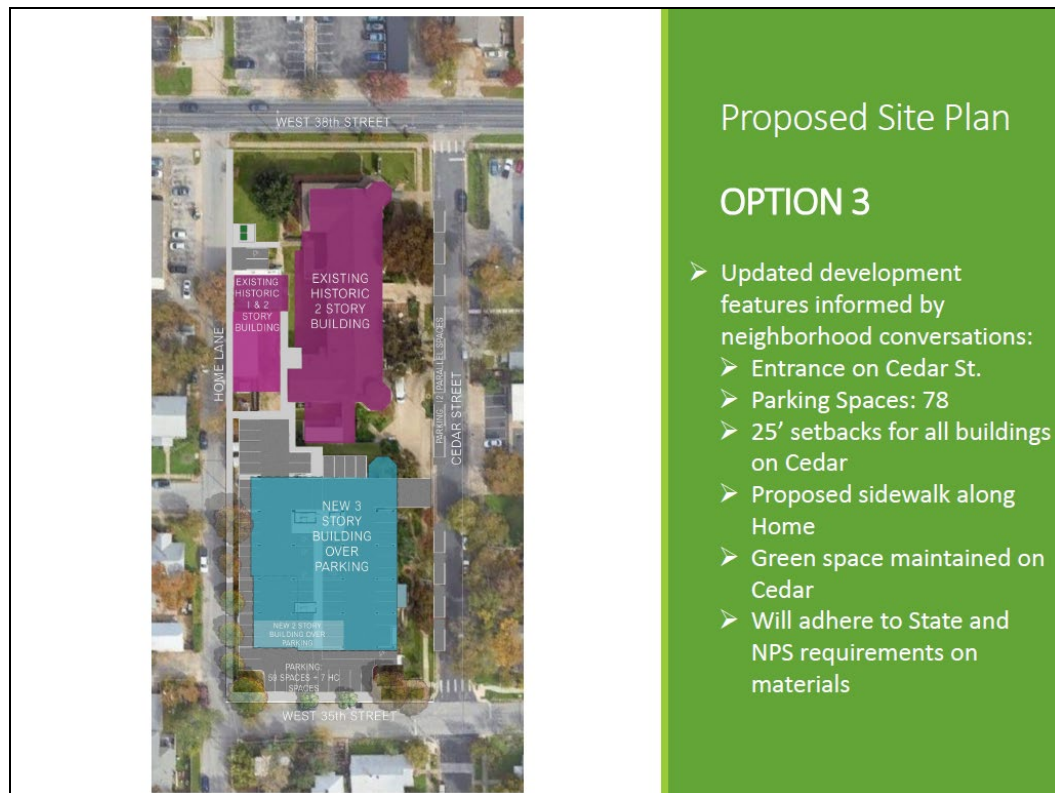 WEST 38th STREET
EXISTING
HISTORIC
1 & 2
STORY
BUILDING
EXISTING
HISTORIC
2 STORY
BUILDING
HOME LANE
PARKING 12 PARALLEL SPACES
CEDAR STREET
NEW 3
STORY
BUILDING
OVER
PARKING
NEW 2 STORY
BUILDING OVER
PARKING
PARKING:
SPACES
WEST 35th STREET
Proposed Site Plan
OPTION 3
➢ Updated development
features informed by
neighborhood conversations:
➢ Entrance on Cedar St.
➢ Parking Spaces: 78
➢ 25’ setbacks for all buildings
on Cedar
➢ Proposed sidewalk along
Home
➢ Green space maintained on
Cedar
➢ Will adhere to State and
NPS requirements on
materials